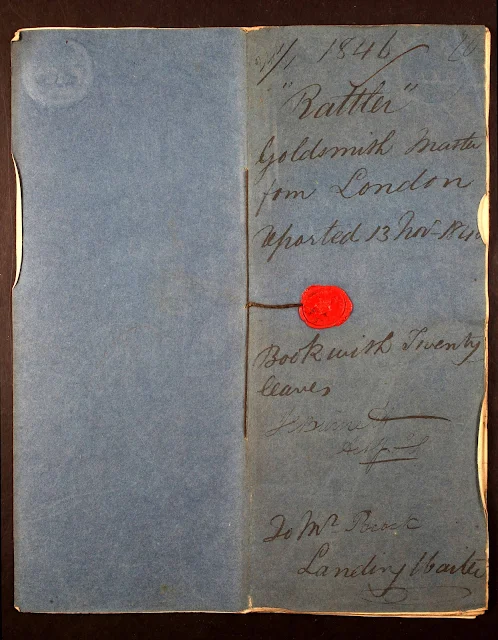 1846
"Rattler"
Goldsmith Master
from London
reported 13 Nov 1846
Book with Twenty
leaves
To Mr
Landing Waiter